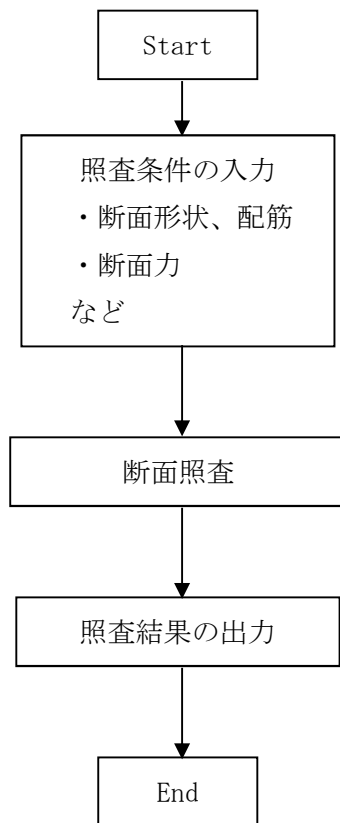 Start
照査条件の入力
・断面形状、配筋
・断面力
など
断面照査
照査結果の出力
End